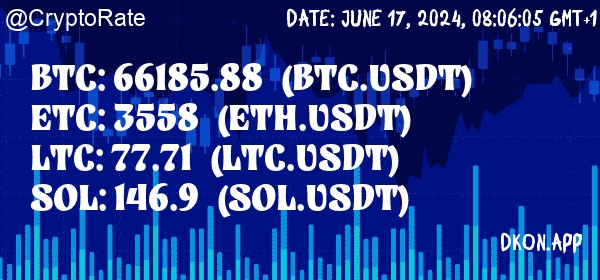 @CryptoRate
DATE: JUNE 17, 2024, 08:06:05 GMT+1
BTC: 66185.88 (BTC.USDT)
ETC: 3558 (ETH.USDT)
LTC: 77.71 (LTC.USDT)
SOL: 146.9 (SOL.USDT)
DKON.APP